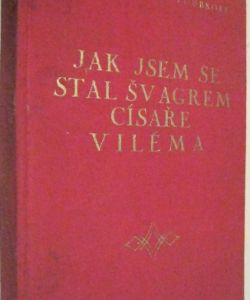 JAK JSEM SE
STAL ŠVAGREM
CÍSAŘE
VILÉMA